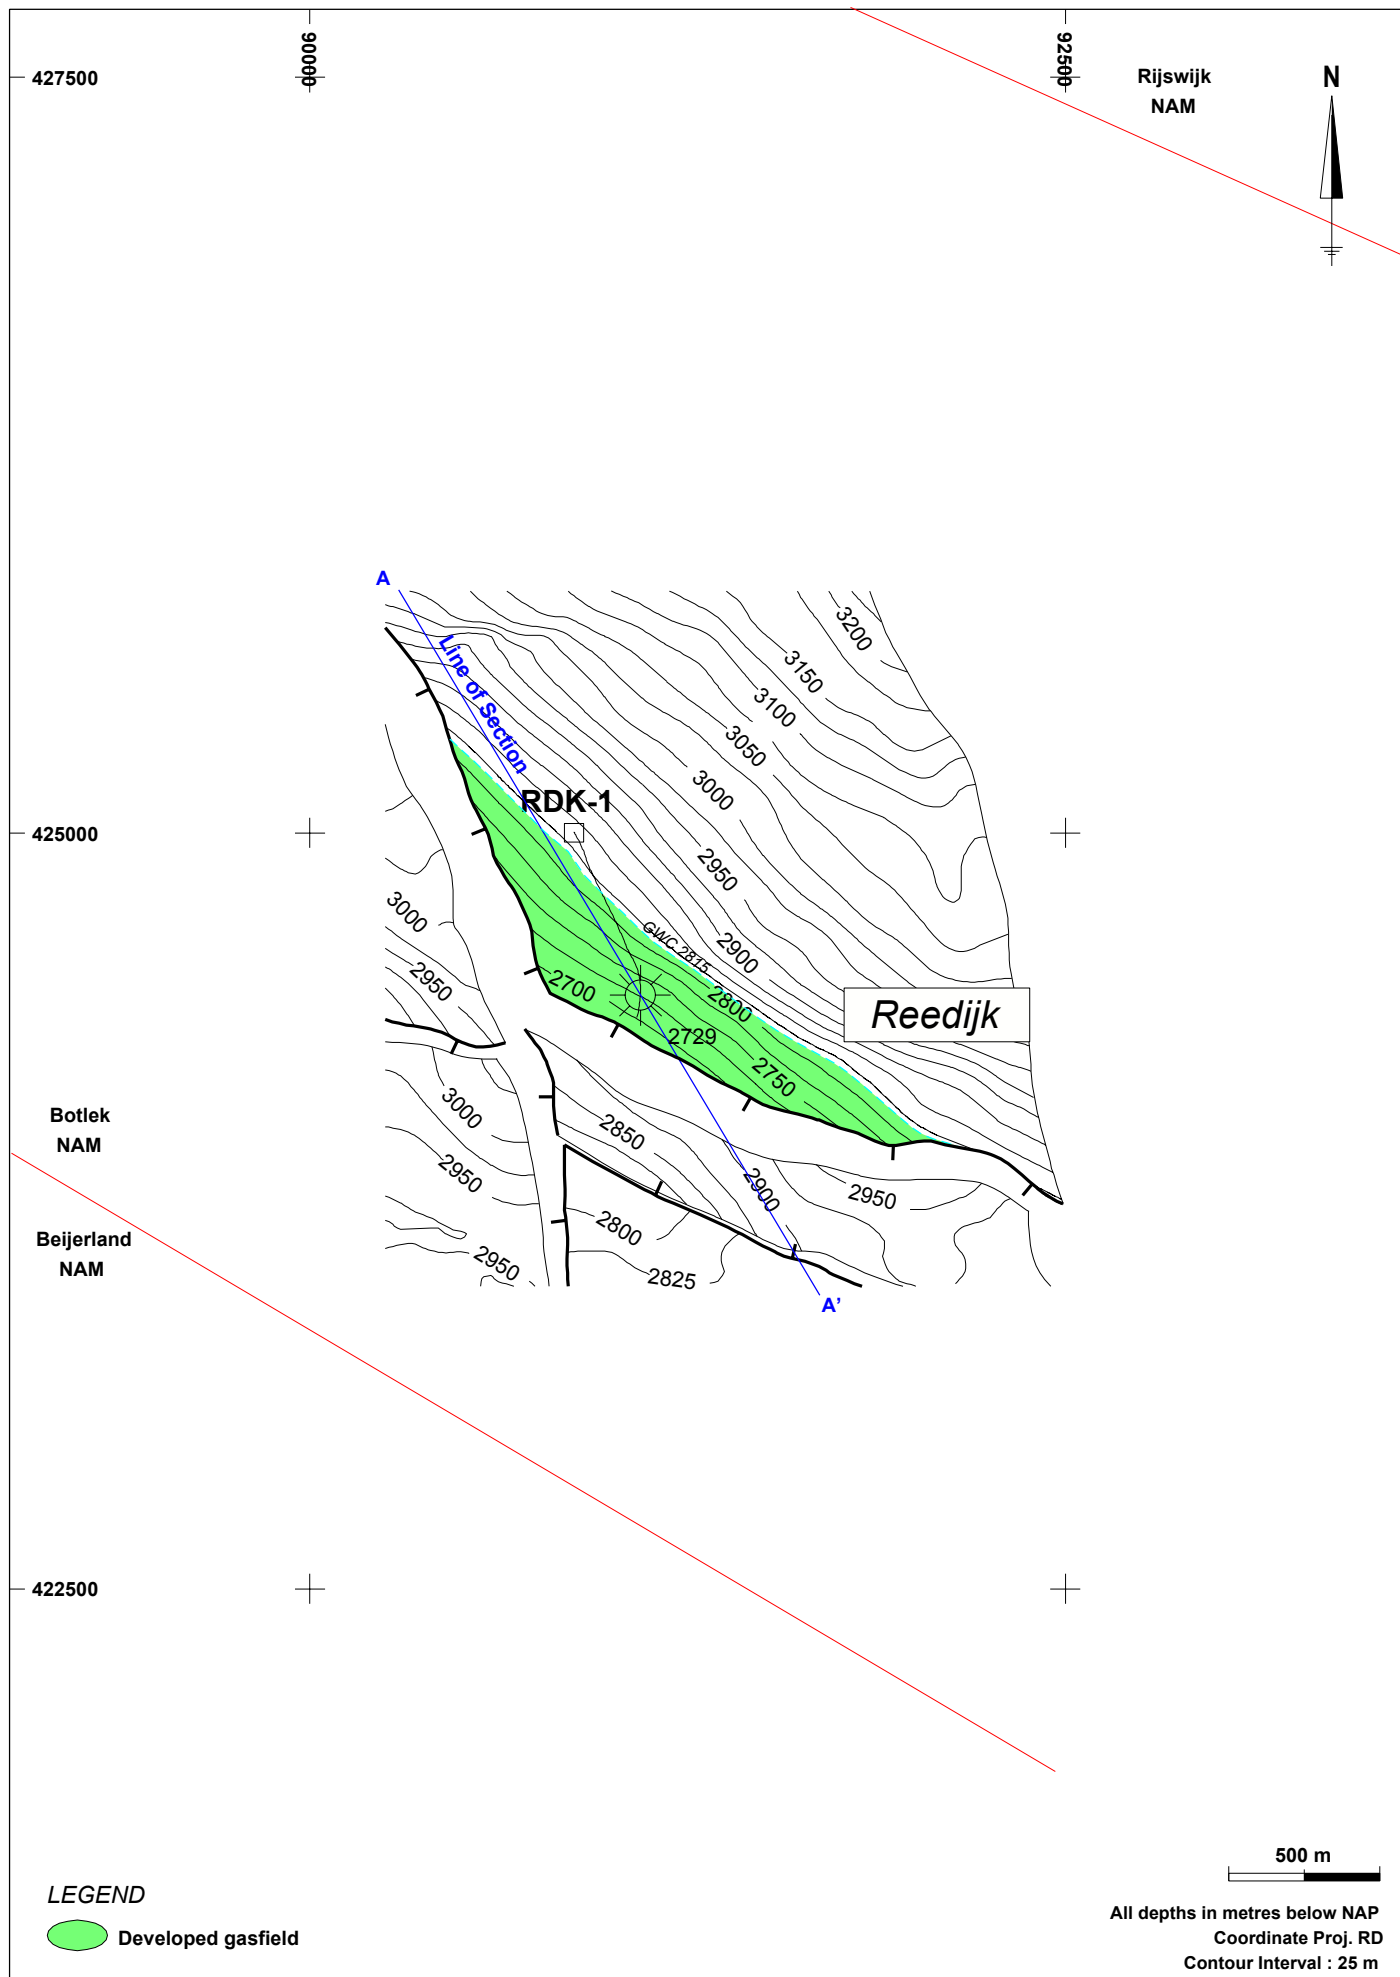 90000
92500
427500
Rijswijk
NAM
N
A
Line of Section
3200
3150
3100
3050
3000
RDK-1
425000
2950
3000
GWC 2815
2900
2950
2700
2800
Reedijk
2729
2750
3000
Botlek
NAM
2850
2950
2900
2950
2800
Beijerland
NAM
2950
2825
A'
422500
500 m
LEGEND
All depths in metres below NAP
Developed gasfield
Coordinate Proj. RD
Contour Interval : 25 m